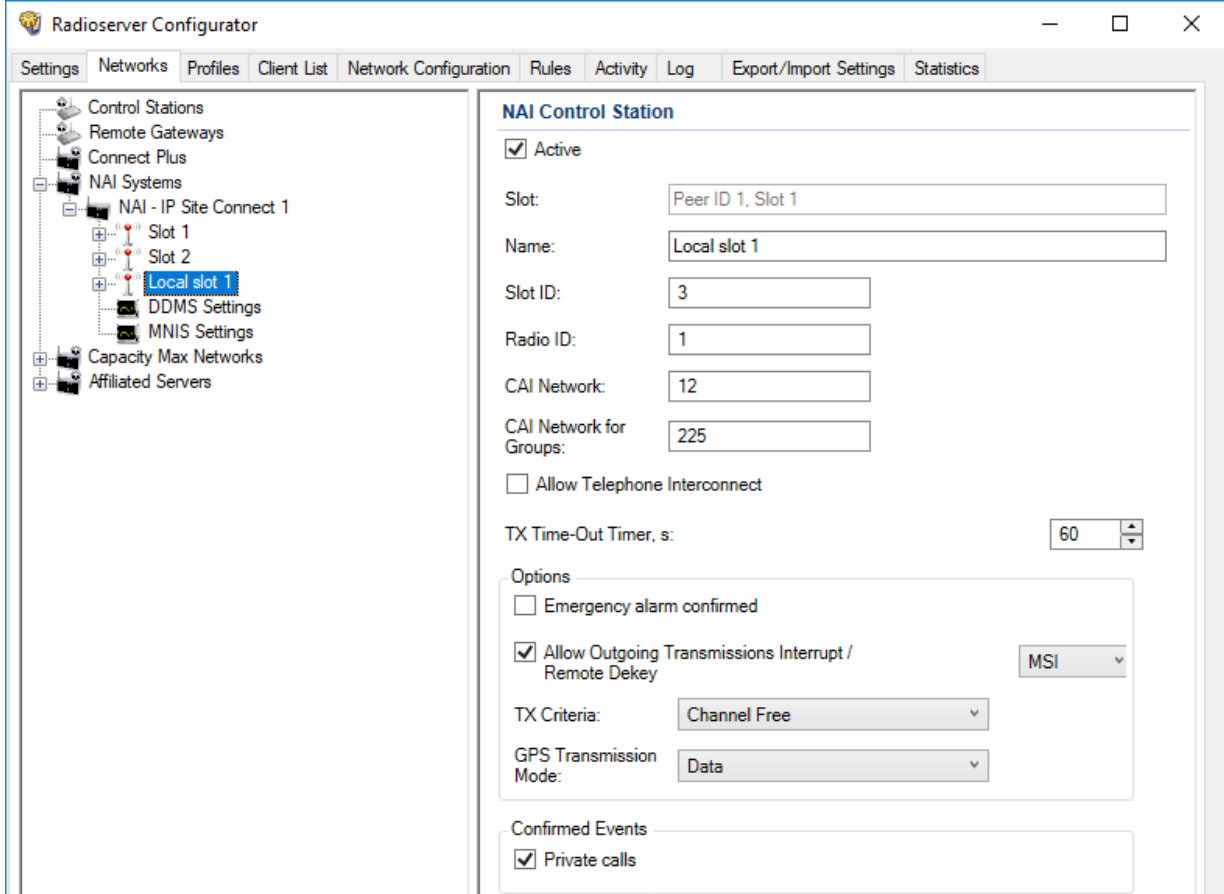 Radioserver Configurator
Settings Networks Profiles Client List Network Configuration Rules Activity Log Export/Import Settings Statistics
Control Stations
Remote Gateways
Connect Plus
NAI Systems
NAI - IP Site Connect 1
Slot 1
Slot 2
Local slot 1
DDMS Settings
MNIS Settings
Capacity Max Networks
Affiliated Servers
NAI Control Station
Active
Slot: Peer ID 1, Slot 1
Name: Local slot 1
Slot ID: 3
Radio ID: 1
CAI Network: 12
CAI Network for
Groups: 225
Allow Telephone Interconnect
TX Time-Out Timer, s: 60
Options
Emergency alarm confirmed
Allow Outgoing Transmissions Interrupt /
Remote Dekey MSI
TX Criteria: Channel Free
GPS Transmission
Mode: Data
Confirmed Events
Private calls